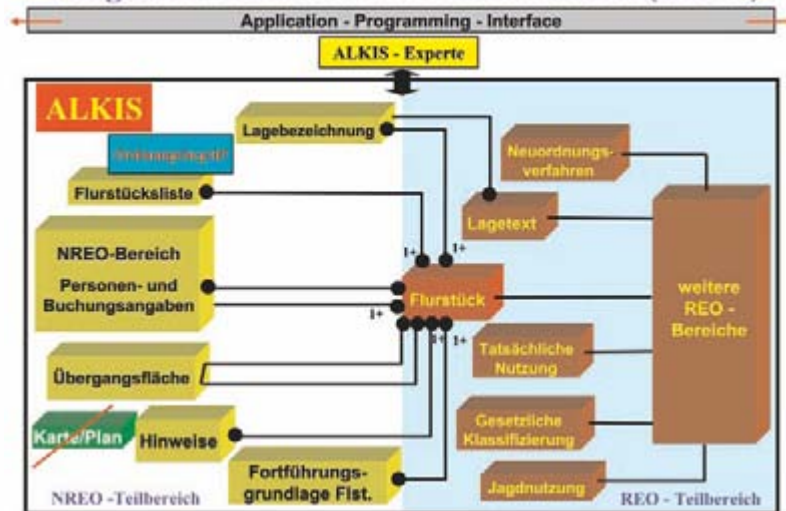 Application - Programming - Interface
ALKIS - Experte
ALKIS
Lagebezeichnung
Flurstücksliste
NREO-Bereich
Personen- und
Buchungsangaben
Übergangsfläche
Karte/Plan
Hinweise
Fortführungs-
grundlage Flst.
NREO -Teilbereich
Neuordnungs-
verfahren
Lagetext
1+
1+
Flurstück
1+
1+
1+
weitere
REO -
Bereiche
Tatsächliche
Nutzung
Gesetzliche
Klassifizierung
Jagdnutzung
REO - Teilbereich